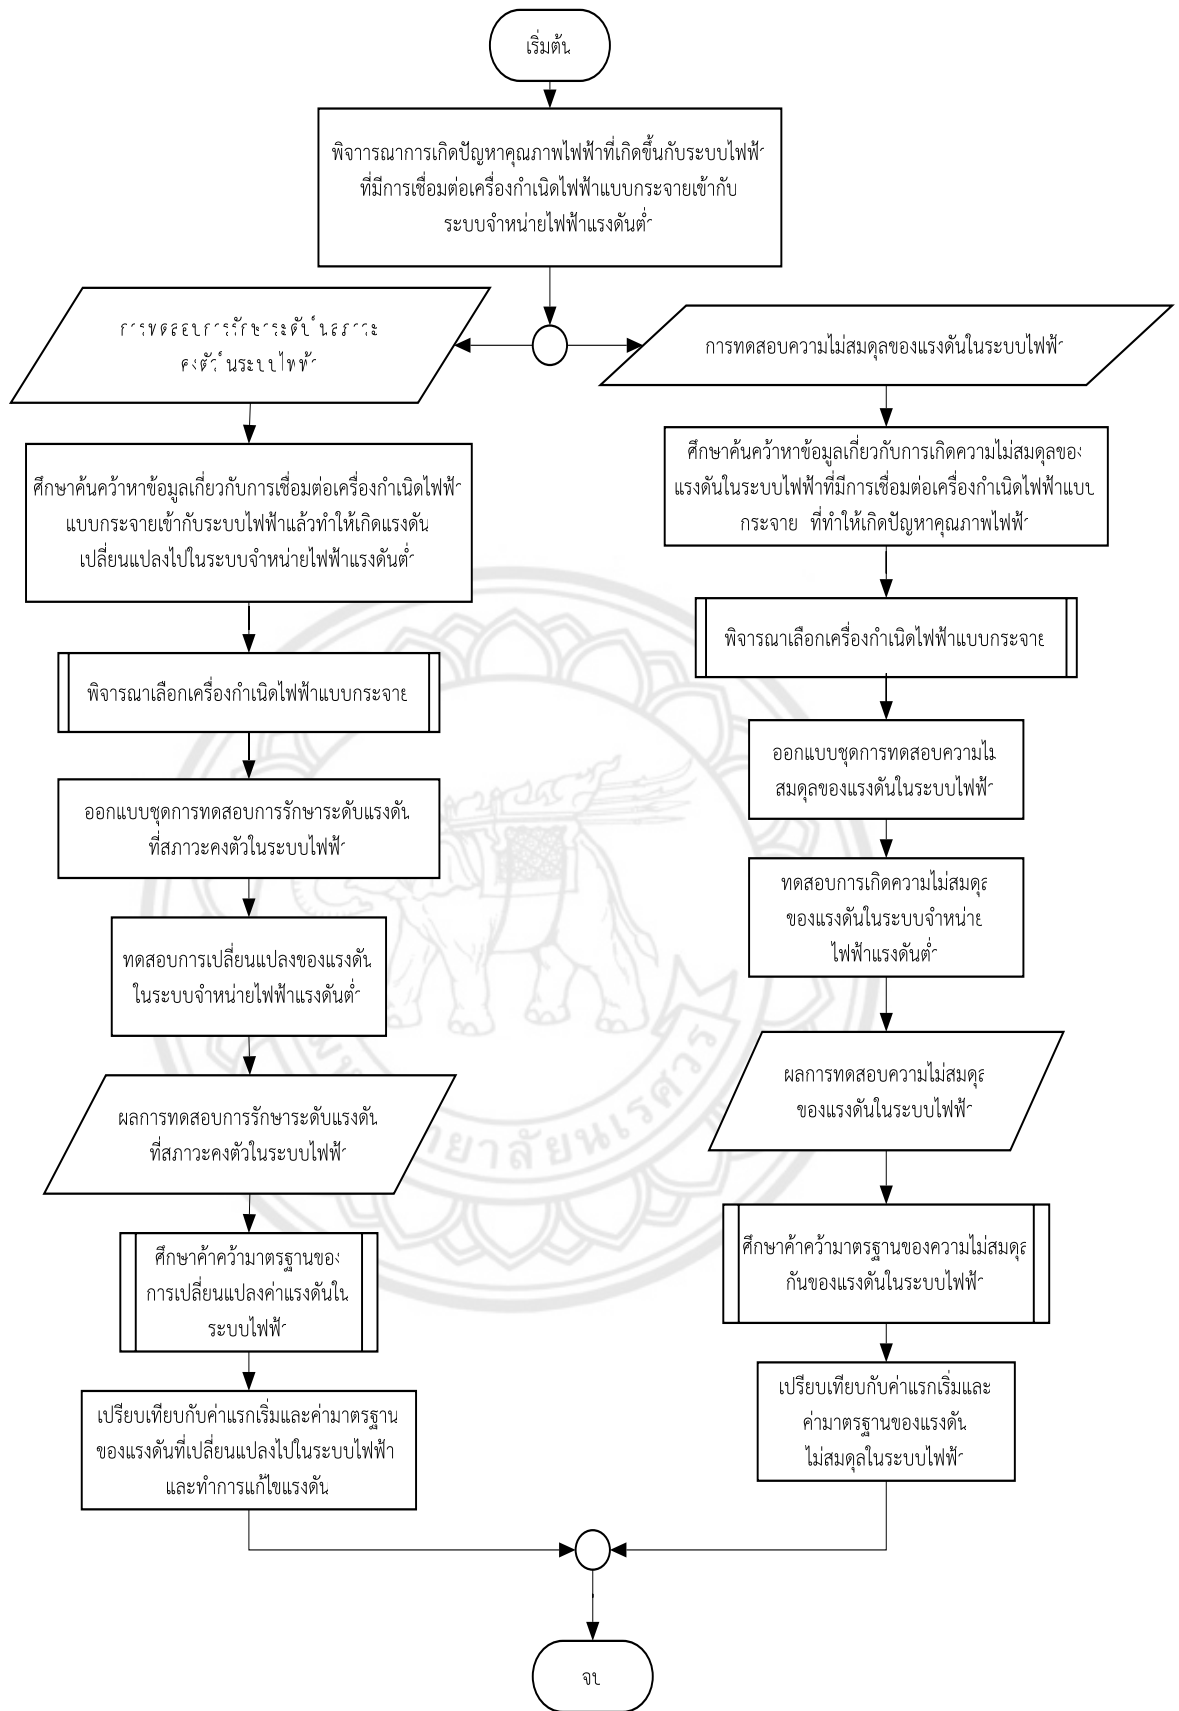 เริ่มต้น
พิจาารณาการเกิดปัญหาคุณภาพไฟฟ้าที่เกิดขึ้นกับระบบไฟฟ้า
ที่มีการเชื่อมต่อเครื่องกำเนิดไฟฟ้าแบบกระจายเข้ากับ
ระบบจำหน่ายไฟฟ้าแรงดันต่ำ
การทดสอบการรักษาระดับในสภาวะ
คงตัวในระบบไฟฟ้า
ศึกษาค้นคว้าหาข้อมูลเกี่ยวกับการเชื่อมต่อเครื่องกำเนิดไฟฟ้า
แบบกระจายเข้ากับระบบไฟฟ้าแล้วทำให้เกิดแรงดัน
เปลี่ยนแปลงไปในระบบจำหน่ายไฟฟ้าแรงดันต่ำ
พิจารณาเลือกเครื่องกำเนิดไฟฟ้าแบบกระจาย
ออกแบบชุดการทดสอบการรักษาระดับแรงดัน
ที่สภาวะคงตัวในระบบไฟฟ้า
ทดสอบการเปลี่ยนแปลงของแรงดัน
ในระบบจำหน่ายไฟฟ้าแรงดันต่ำ
ผลการทดสอบการรักษาระดับแรงดัน
ที่สภาวะคงตัวในระบบไฟฟ้า
ศึกษาค้าคว้ามาตรฐานของ
การเปลี่ยนแปลงค่าแรงดันใน
ระบบไฟฟ้า
เปรียบเทียบกับค่าแรกเริ่มและค่ามาตรฐาน
ของแรงดันที่เปลี่ยนแปลงไปในระบบไฟฟ้า
และทำการแก้ไขแรงดัน
การทดสอบความไม่สมดุลของแรงดันในระบบไฟฟ้า
ศึกษาค้นคว้าหาข้อมูลเกี่ยวกับการเกิดความไม่สมดุลของ
แรงดันในระบบไฟฟ้าที่มีการเชื่อมต่อเครื่องกำเนิดไฟฟ้าแบบ
กระจาย ที่ทำให้เกิดปัญหาคุณภาพไฟฟ้า
พิจารณาเลือกเครื่องกำเนิดไฟฟ้าแบบกระจาย
ออกแบบชุดการทดสอบความไม่
สมดุลของแรงดันในระบบไฟฟ้า
ทดสอบการเกิดความไม่สมดุล
ของแรงดันในระบบจำหน่าย
ไฟฟ้าแรงดันต่ำ
ผลการทดสอบความไม่สมดุล
ของแรงดันในระบบไฟฟ้า
ศึกษาค้าคว้ามาตรฐานของความไม่สมดุล
กันของแรงดันในระบบไฟฟ้า
เปรียบเทียบกับค่าแรกเริ่มและ
ค่ามาตรฐานของแรงดัน
ไม่สมดุลในระบบไฟฟ้า
จบ